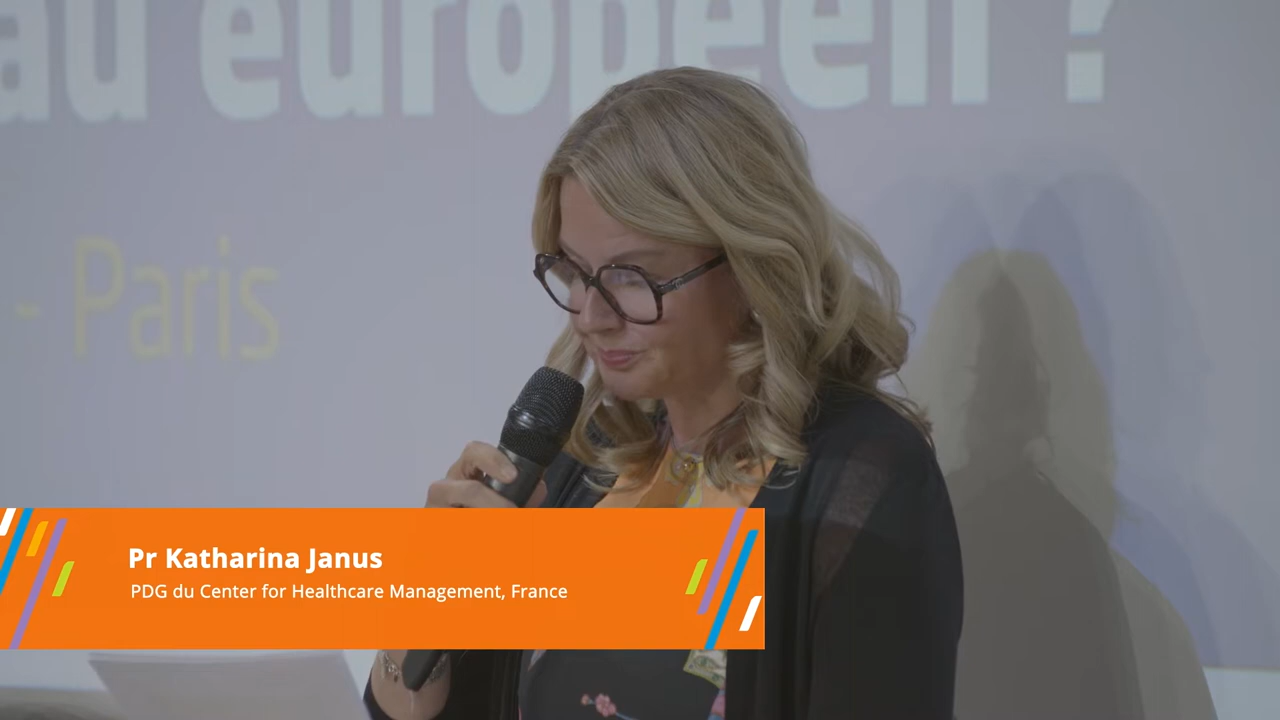 au européen ?
- Paris
Pr Katharina Janus
PDG du Center for Healthcare Management, France